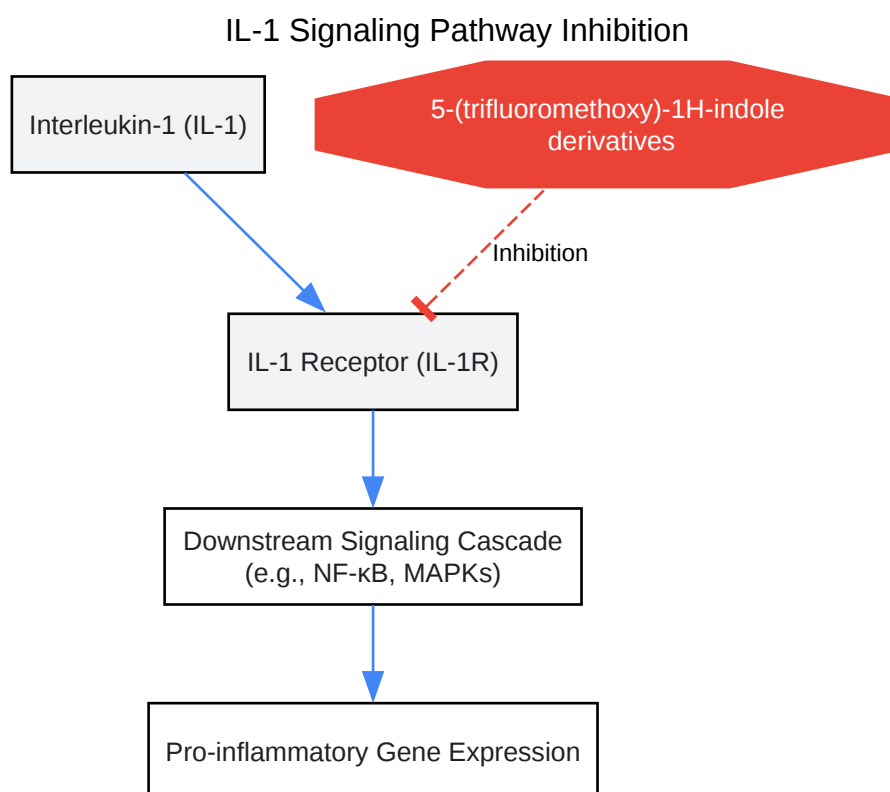 IL-1 Signaling Pathway Inhibition
Interleukin-1 (IL-1)
5-(trifluoromethoxy)-1H-indole
derivatives
Inhibition
IL-1 Receptor (IL-1R)
Downstream Signaling Cascade
(e.g., NF-κB, MAPKs)
Pro-inflammatory Gene Expression